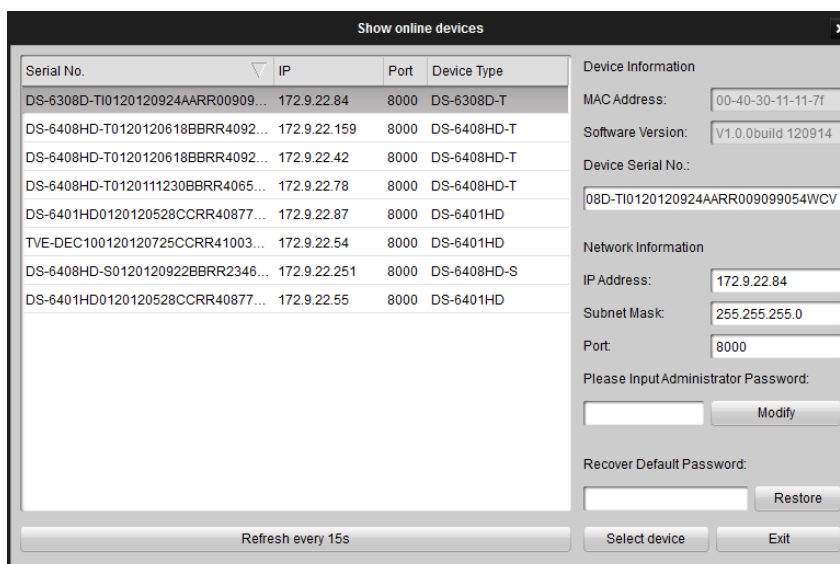 Show online devices
Serial No. IP Port Device Type
DS-6308D-TI0120120924AARR00909... 172.9.22.84 8000 DS-6308D-T
DS-6408HD-T0120120618BBRR4092... 172.9.22.159 8000 DS-6408HD-T
DS-6408HD-T0120120618BBRR4092... 172.9.22.42 8000 DS-6408HD-T
DS-6408HD-T0120111230BBRR4065... 172.9.22.78 8000 DS-6408HD-T
DS-6401HD0120120528CCRR40877... 172.9.22.87 8000 DS-6401HD
TVE-DEC100120120725CCRR41003... 172.9.22.54 8000 DS-6401HD
DS-6408HD-S0120120922BBRR2346... 172.9.22.251 8000 DS-6408HD-S
DS-6401HD0120120528CCRR40877... 172.9.22.55 8000 DS-6401HD
Refresh every 15s
Device Information
MAC Address: 00-40-30-11-11-7f
Software Version: V1.0.0build 120914
Device Serial No.:
08D-TI0120120924AARR009099054WCV
Network Information
IP Address: 172.9.22.84
Subnet Mask: 255.255.255.0
Port: 8000
Please Input Administrator Password:
Modify
Recover Default Password:
Restore
Select device Exit